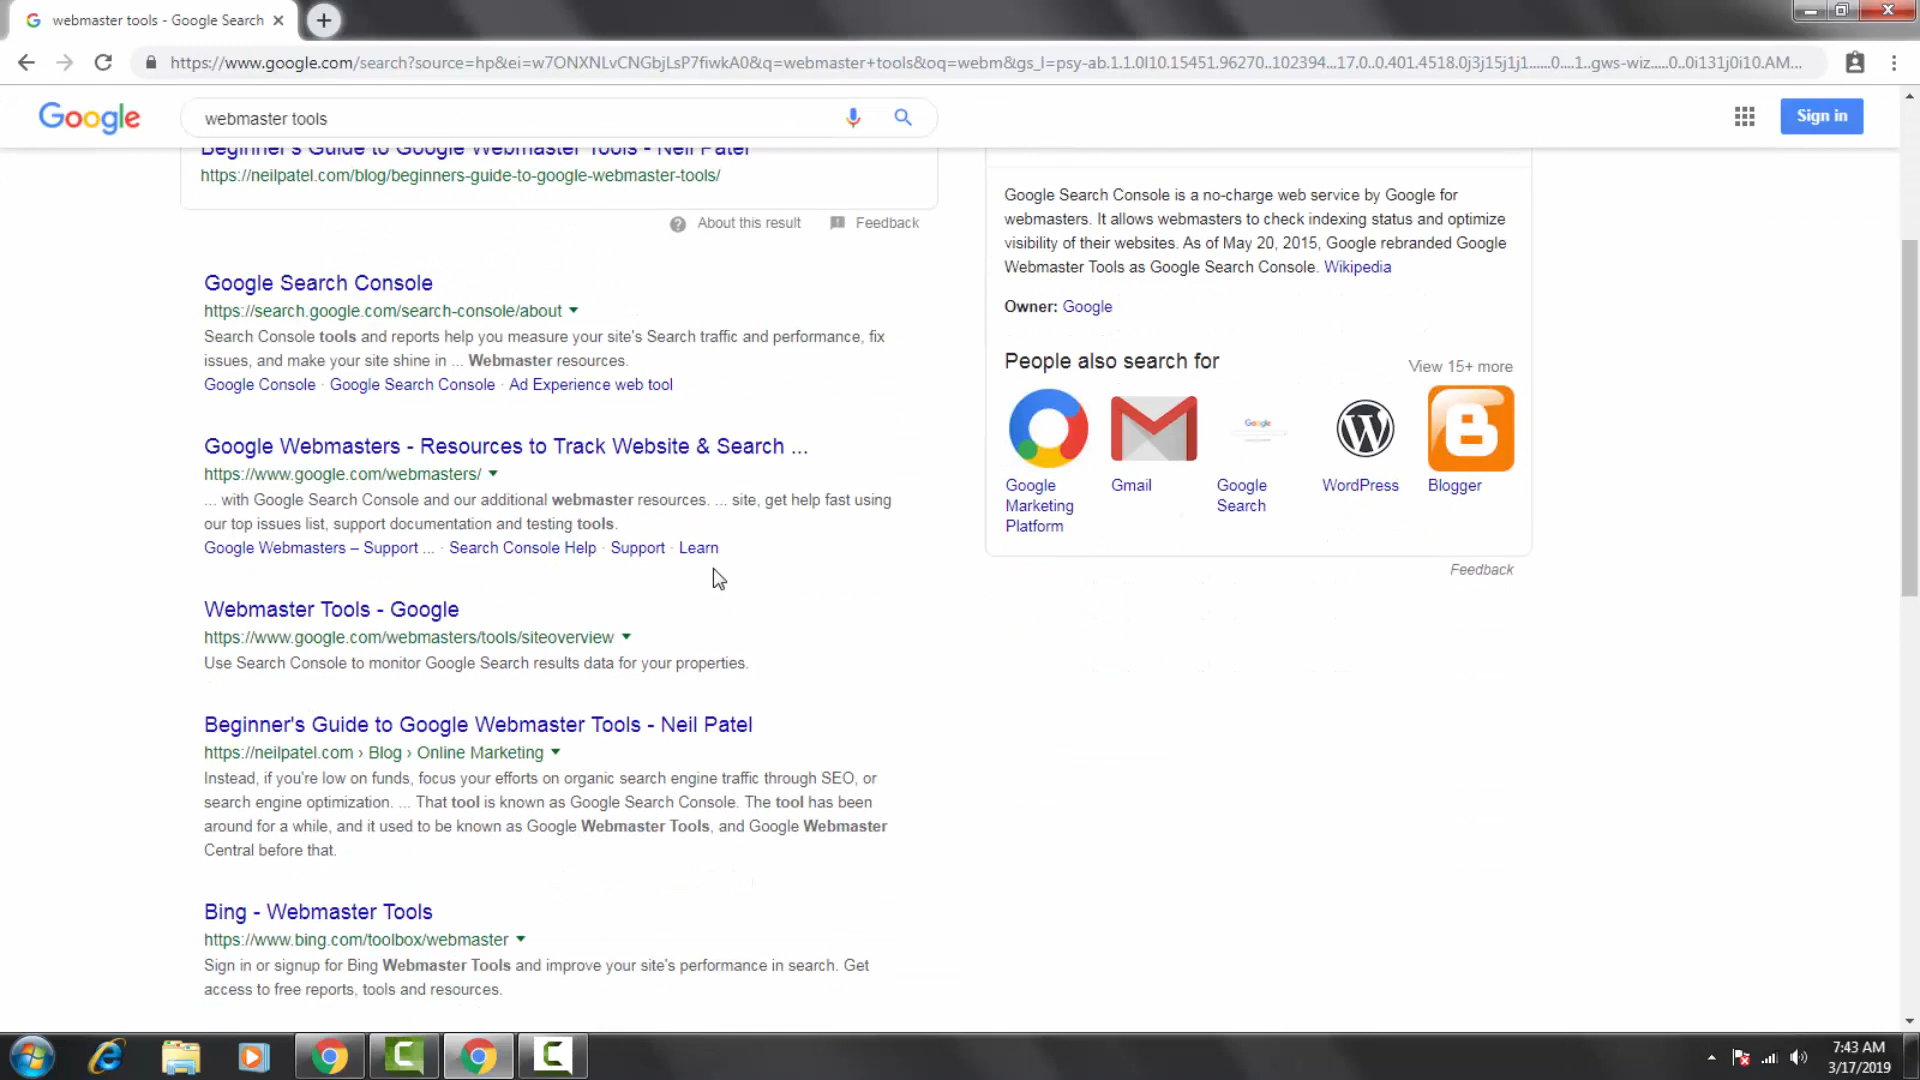 webmaster tools - Google Search
https://www.google.com/search?source=hp&ei=w7ONXNLvCNGbjLsP7fiwkA0&q=webmaster+tools&oq=webm&gs_l=psy-ab.1.1.0l10.15451.96270..102394...17.0..0.401.4518.0j3j15j1j1......0....1..gws-wiz.....0..0i131j0i10.AM...
Google
webmaster tools
Sign in
Beginner's Guide to Google Webmaster Tools - Neil Patel
https://neilpatel.com/blog/beginners-guide-to-google-webmaster-tools/
About this result
Feedback
Google Search Console
https://search.google.com/search-console/about
Search Console tools and reports help you measure your site's Search traffic and performance, fix
issues, and make your site shine in ... Webmaster resources.
Google Console · Google Search Console · Ad Experience web tool
Google Webmasters - Resources to Track Website & Search ...
https://www.google.com/webmasters/
... with Google Search Console and our additional webmaster resources. ... site, get help fast using
our top issues list, support documentation and testing tools.
Google Webmasters – Support ... · Search Console Help · Support · Learn
Webmaster Tools - Google
https://www.google.com/webmasters/tools/siteoverview
Use Search Console to monitor Google Search results data for your properties.
Beginner's Guide to Google Webmaster Tools - Neil Patel
https://neilpatel.com › Blog › Online Marketing
Instead, if you're low on funds, focus your efforts on organic search engine traffic through SEO, or
search engine optimization. ... That tool is known as Google Search Console. The tool has been
around for a while, and it used to be known as Google Webmaster Tools, and Google Webmaster
Central before that.
Bing - Webmaster Tools
https://www.bing.com/toolbox/webmaster
Sign in or signup for Bing Webmaster Tools and improve your site's performance in search. Get
access to free reports, tools and resources.
Google Search Console is a no-charge web service by Google for
webmasters. It allows webmasters to check indexing status and optimize
visibility of their websites. As of May 20, 2015, Google rebranded Google
Webmaster Tools as Google Search Console. Wikipedia
Owner: Google
People also search for
View 15+ more
Google
Google
Marketing
Platform
Gmail
Google
Search
WordPress
Blogger
Feedback
7:43 AM
3/17/2019